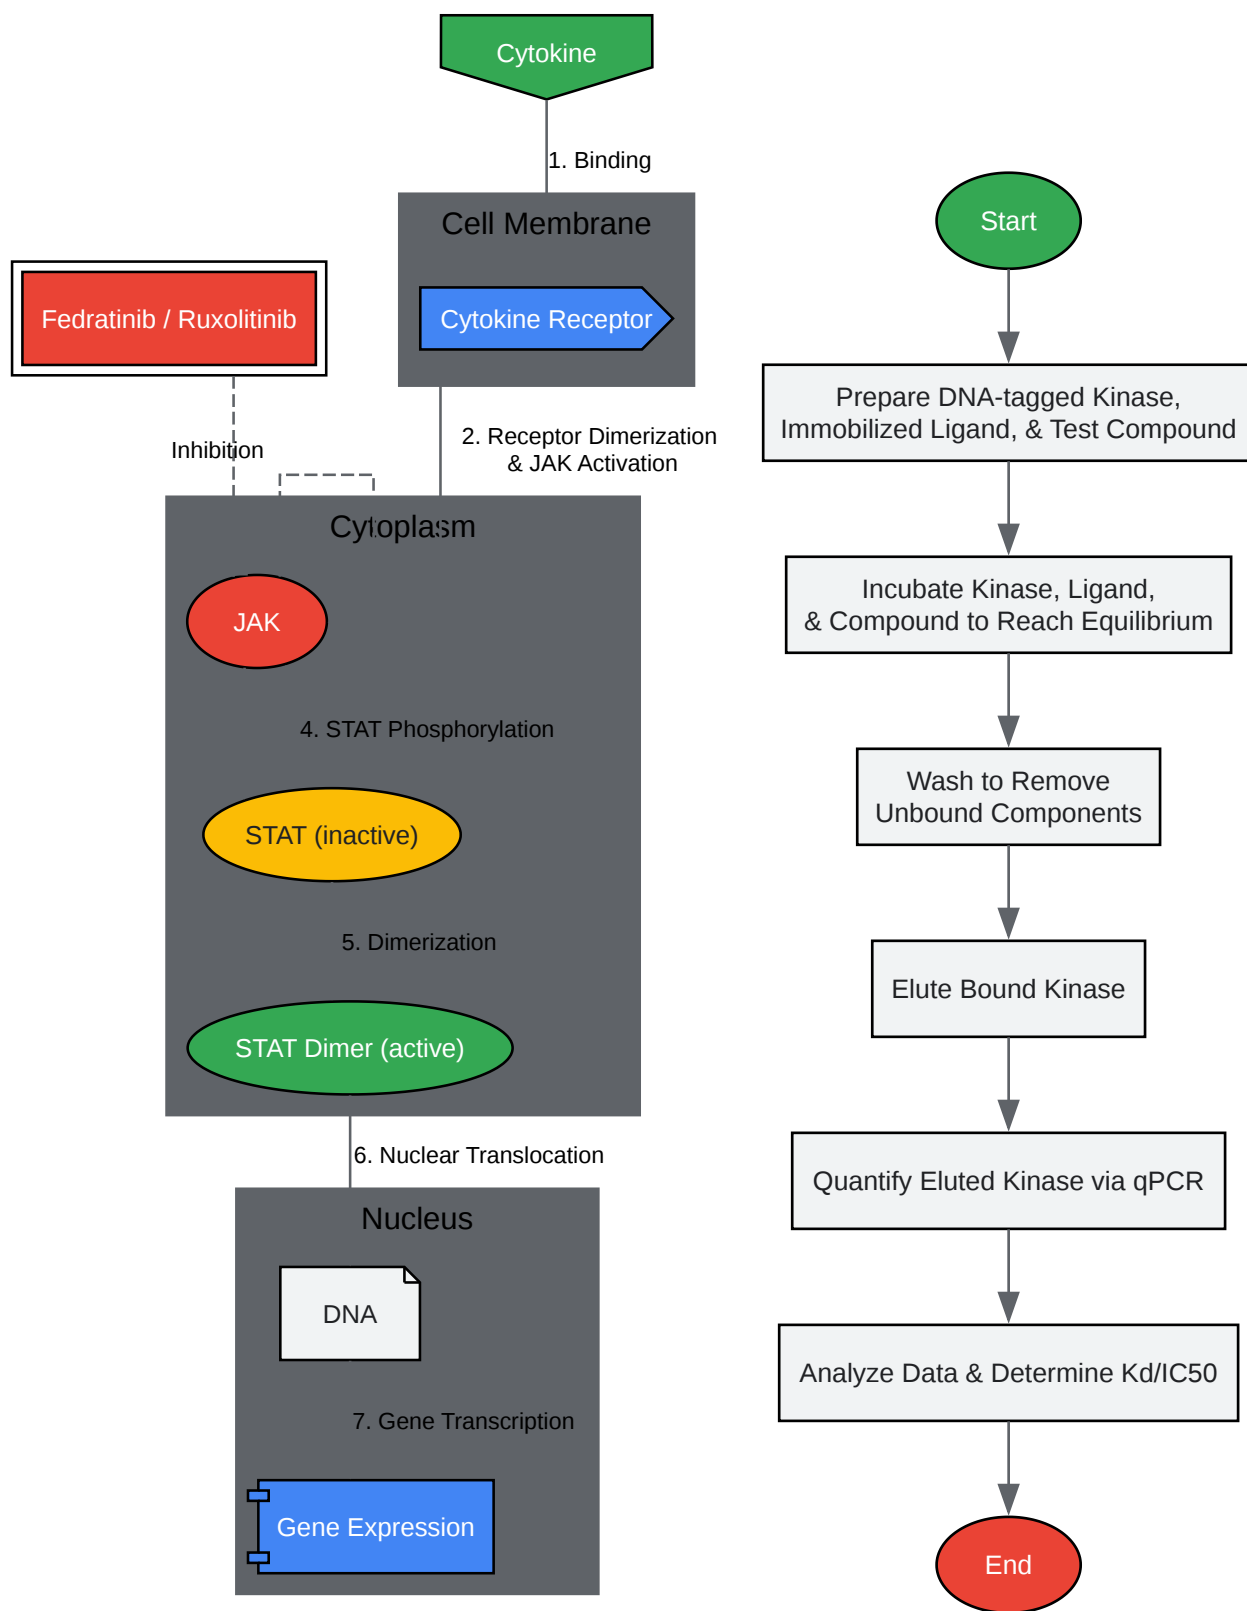 Cytokine
1. Binding
Cell Membrane
Cytokine Receptor
Fedratinib / Ruxolitinib
Inhibition
2. Receptor Dimerization
& JAK Activation
Cytoplasm
JAK
4. STAT Phosphorylation
STAT (inactive)
5. Dimerization
STAT Dimer (active)
6. Nuclear Translocation
Nucleus
DNA
7. Gene Transcription
Gene Expression
Start
Prepare DNA-tagged Kinase,
Immobilized Ligand, & Test Compound
Incubate Kinase, Ligand,
& Compound to Reach Equilibrium
Wash to Remove
Unbound Components
Elute Bound Kinase
Quantify Eluted Kinase via qPCR
Analyze Data & Determine Kd/IC50
End